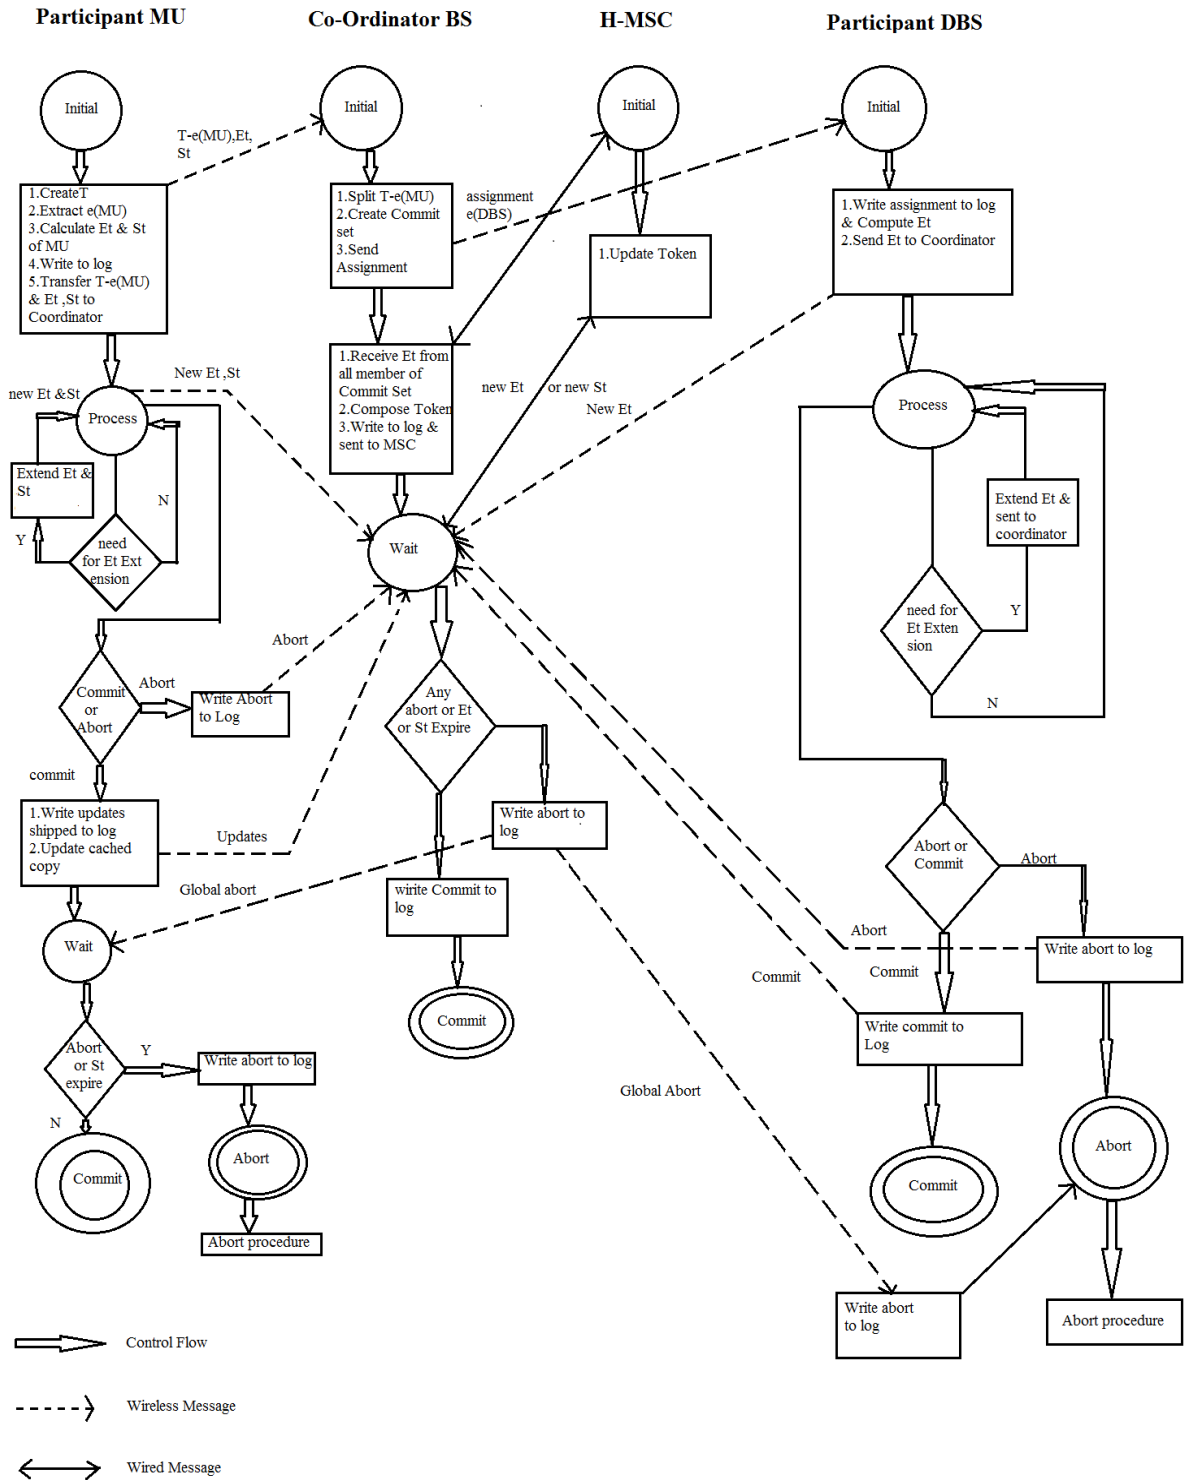 Participant MU
Co-Ordinator BS
H-MSC
Participant DBS
Initial
Initial
Initial
Initial
T-e(MU),Et,
St
1.CreateT
2.Extract e(MU)
3.Calculate Et & St
of MU
4.Write to log
5.Transfer T-e(MU)
& Et ,St to
Coordinator
1.Split T-e(MU)
2.Create Commit
set
3.Send
Assignment
assignment
e(DBS)
1.Update Token
1.Write assignment to log
& Compute Et
2.Send Et to Coordinator
new Et &St
New Et ,St
Process
1.Receive Et from
all member of
Commit Set
2.Compose Token
3.Write to log &
sent to MSC
new Et
or new St
New Et
Process
Extend Et &
St
N
Y
need
for Et Ext
ension
Wait
Extend Et &
sent to
coordinator
need for
Et Exten
sion
Y
N
Abort
Commit
or
Abort
Abort
Write Abort
to Log
Any
abort or Et
or St Expire
commit
1.Write updates
shipped to log
2.Update cached
copy
Updates
Write abort to
log
Abort or
Commit
Abort
Global abort
wirite Commit to
log
Wait
Abort
Write abort to log
Commit
Commit
Commit
Write commit to
Log
Abort
or St
expire
Y
Write abort to log
N
Global Abort
Abort
Commit
Abort
Commit
Abort procedure
Write abort
to log
Abort procedure
Control Flow
Wireless Message
Wired Message